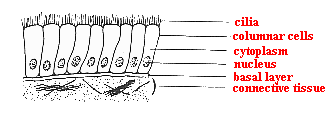 cilia
columnar cells
cytoplasm
nucleus
basal layer
connective tissue